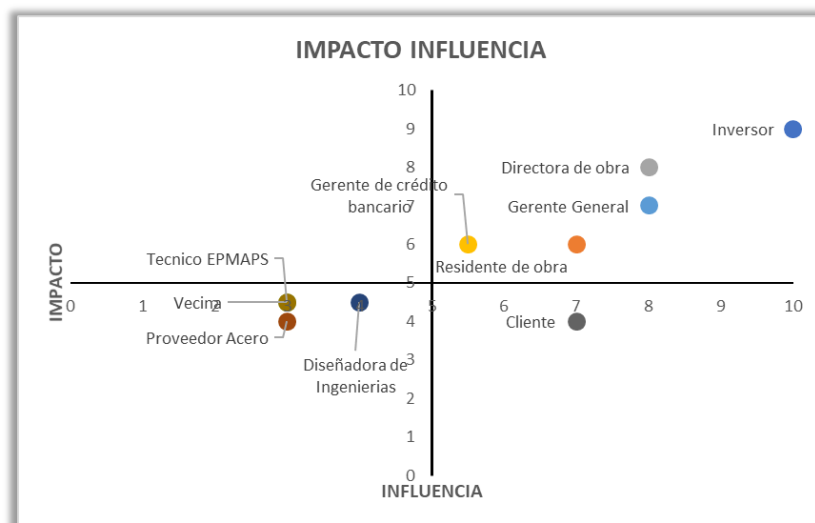 IMPACTO INFLUENCIA
10
9
Inversor
8
Directora de obra
Gerente de crédito
bancario
7
Gerente General
6
Residente de obra
Tecnico EPMAPS
IMPACTO
5
Vecina
0 1 2 5 6 7 8 9 10
4
Cliente
Proveedor Acero
3
Diseñadora de
Ingenierias
2
1
0
INFLUENCIA